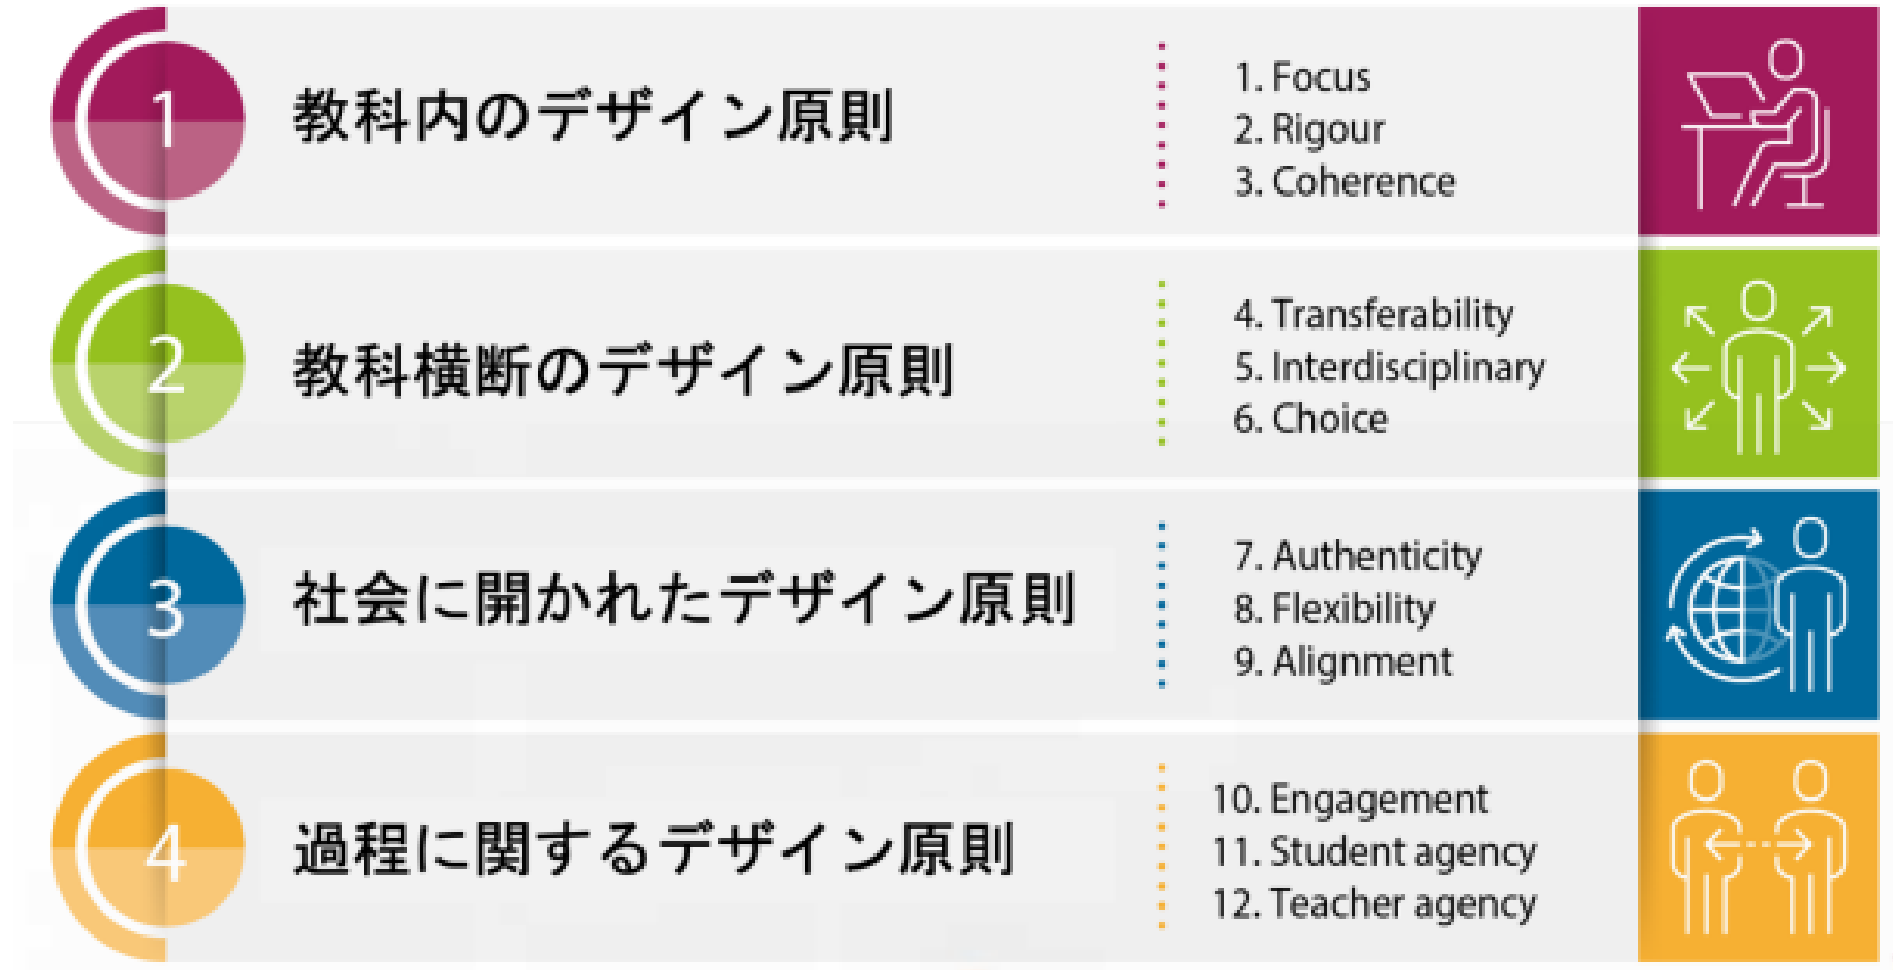 1
教科内のデザイン原則
1. Focus
2. Rigour
3. Coherence
2
教科横断のデザイン原則
4. Transferability
5. Interdisciplinary
6. Choice
3
社会に開かれたデザイン原則
7. Authenticity
8. Flexibility
9. Alignment
4
過程に関するデザイン原則
10. Engagement
11. Student agency
12. Teacher agency